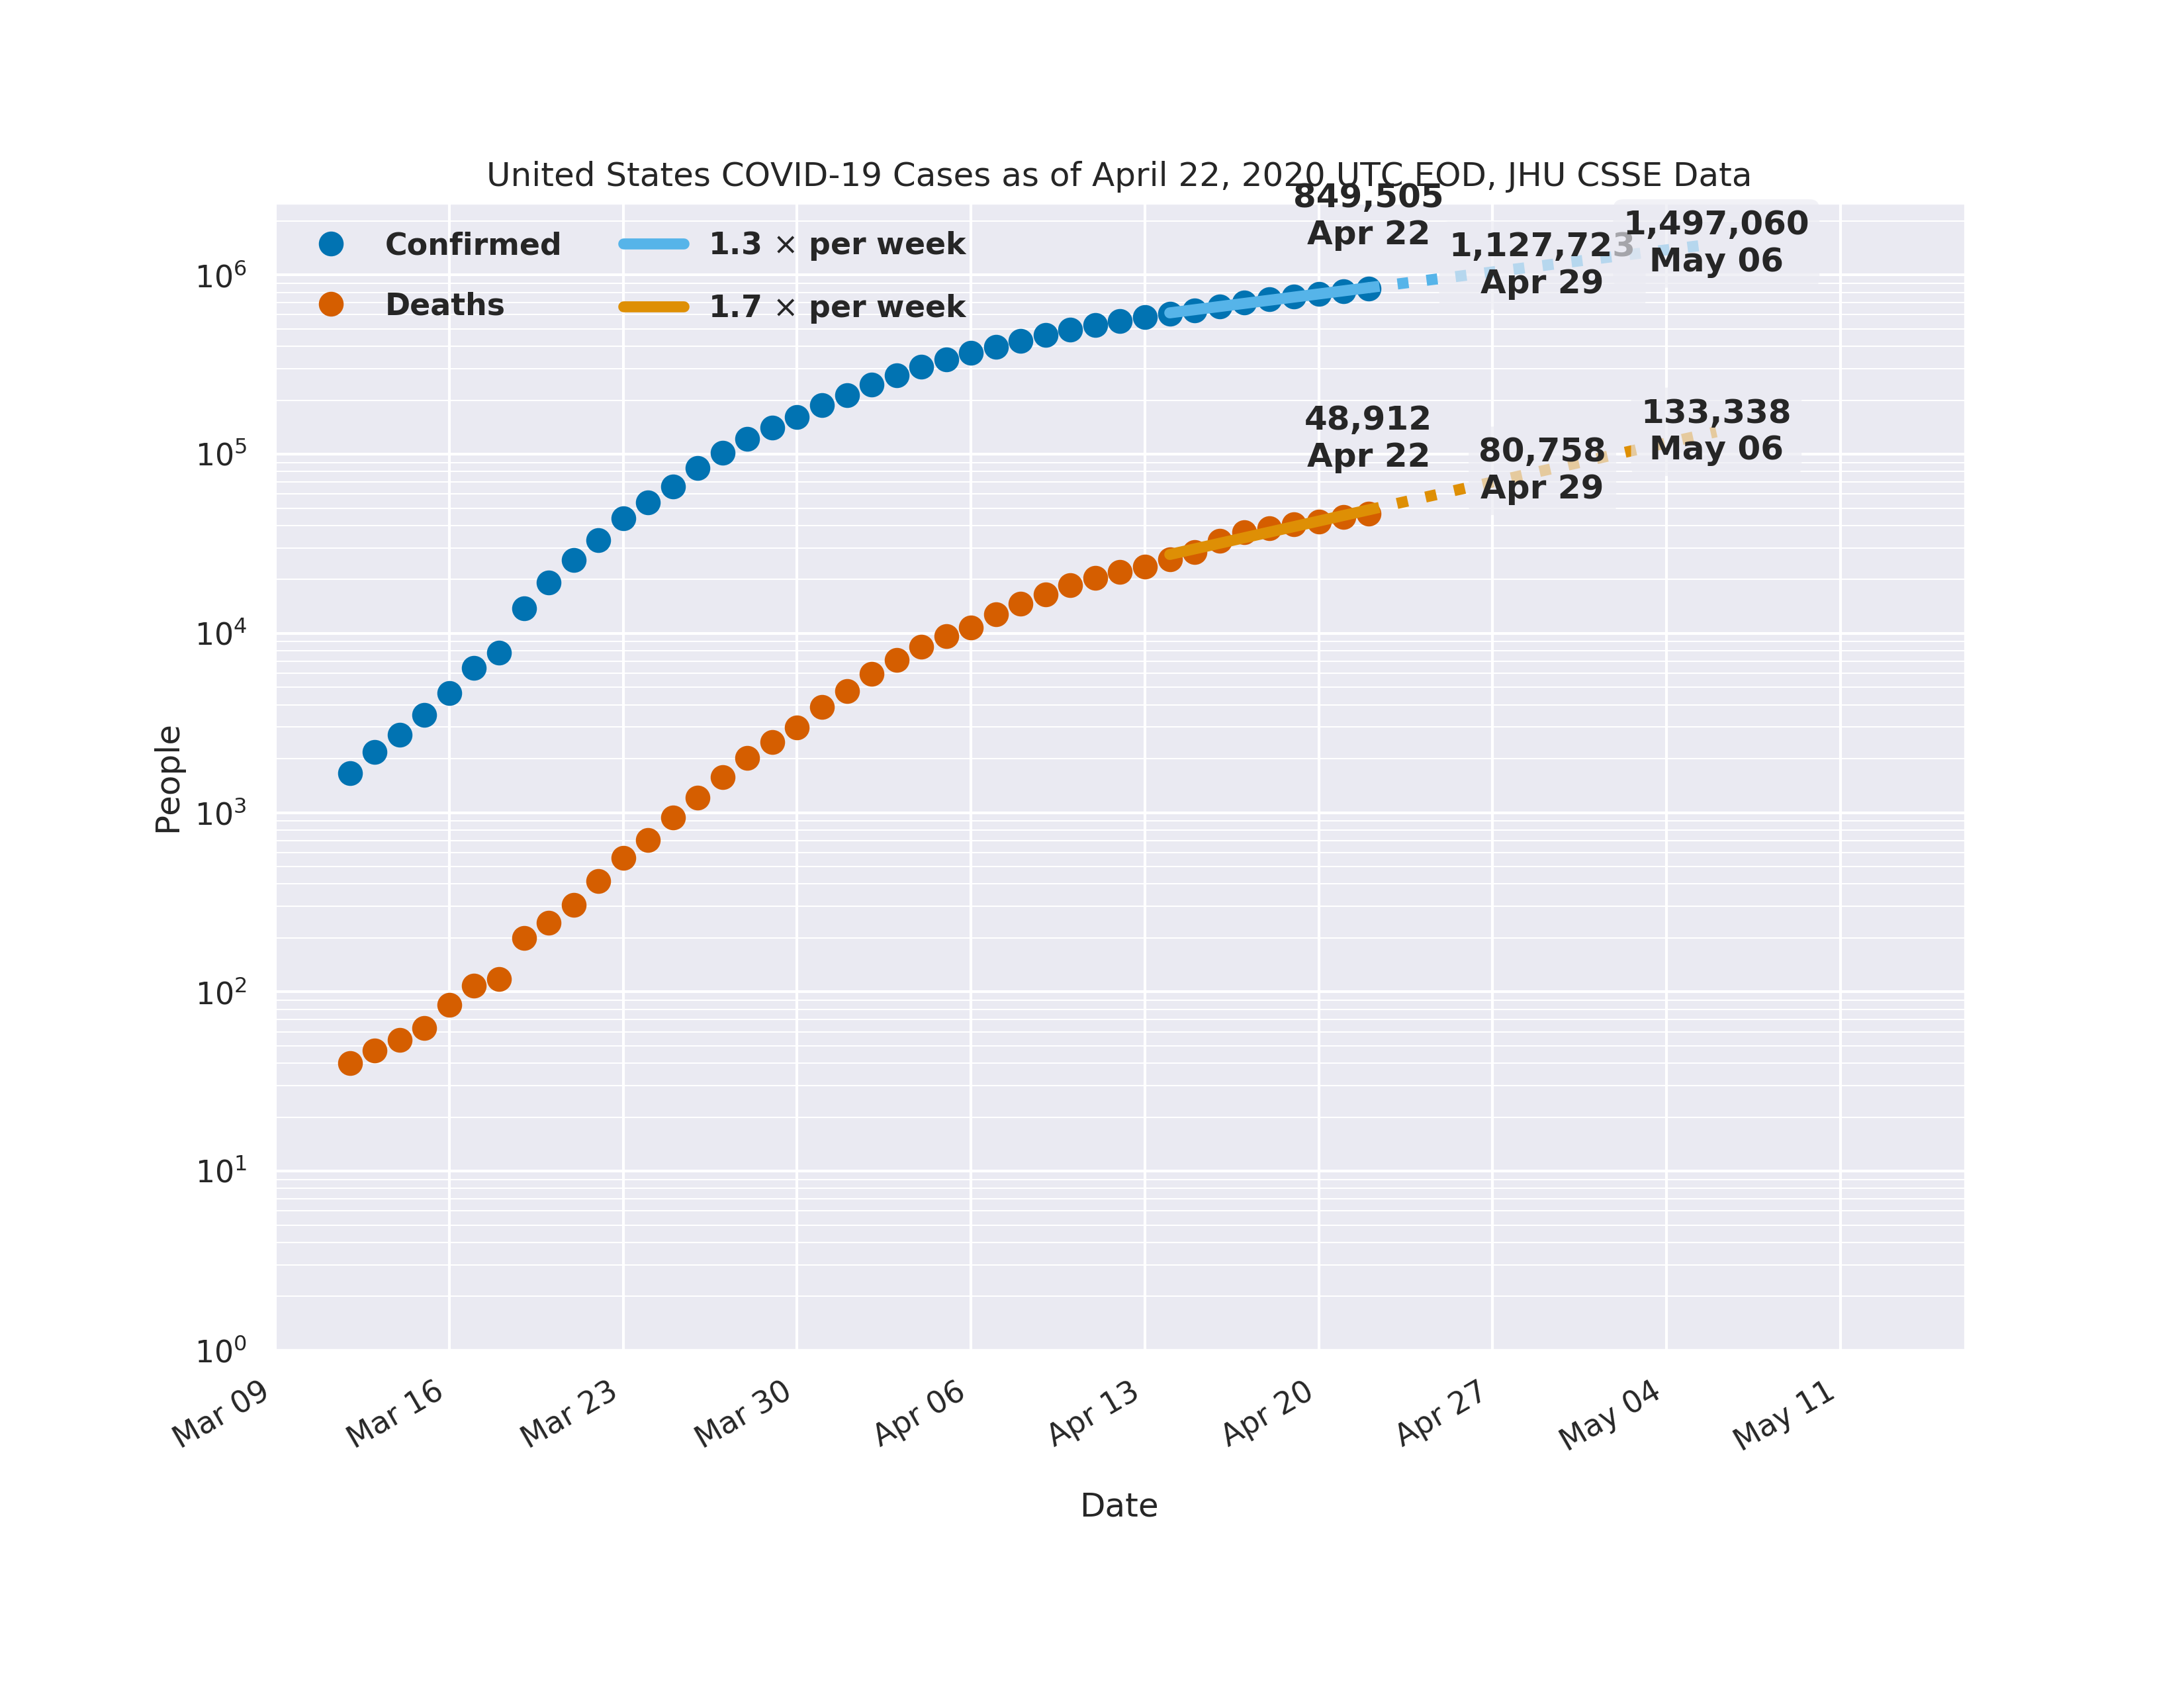 United States COVID-19 Cases as of April 22, 2020 UTC EOD, JHU CSSE Data
Confirmed
Deaths
1.3 × per week
1.7 × per week
849,505
Apr 22
1,127,723
Apr 29
1,497,060
May 06
48,912
Apr 22
80,758
Apr 29
133,338
May 06
People
10⁶
10⁵
10⁴
10³
10²
10¹
10⁰
Mar 09
Mar 16
Mar 23
Mar 30
Apr 06
Apr 13
Apr 20
Apr 27
May 04
May 11
Date